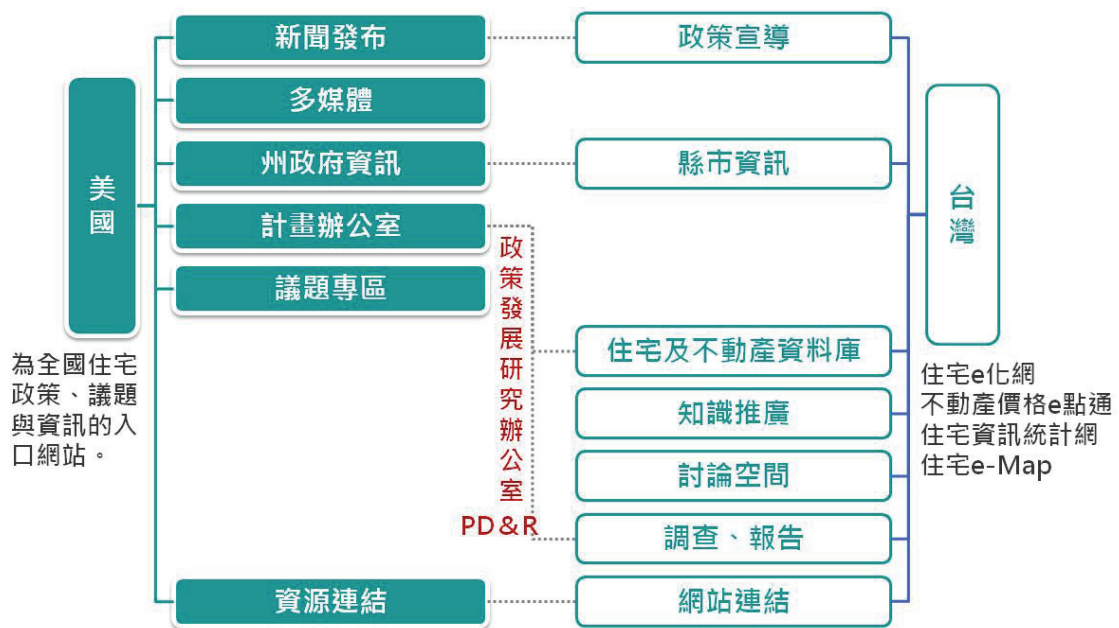 美國
為全國住宅
政策、議題
與資訊的入
口網站。
新聞發布
多媒體
州政府資訊
計畫辦公室
議題專區
資源連結
政策發展研究辦公室
PD&R
政策宣導
縣市資訊
住宅及不動產資料庫
知識推廣
討論空間
調查、報告
網站連結
台灣
住宅e化網
不動產價格e點通
住宅資訊統計網
住宅e-Map